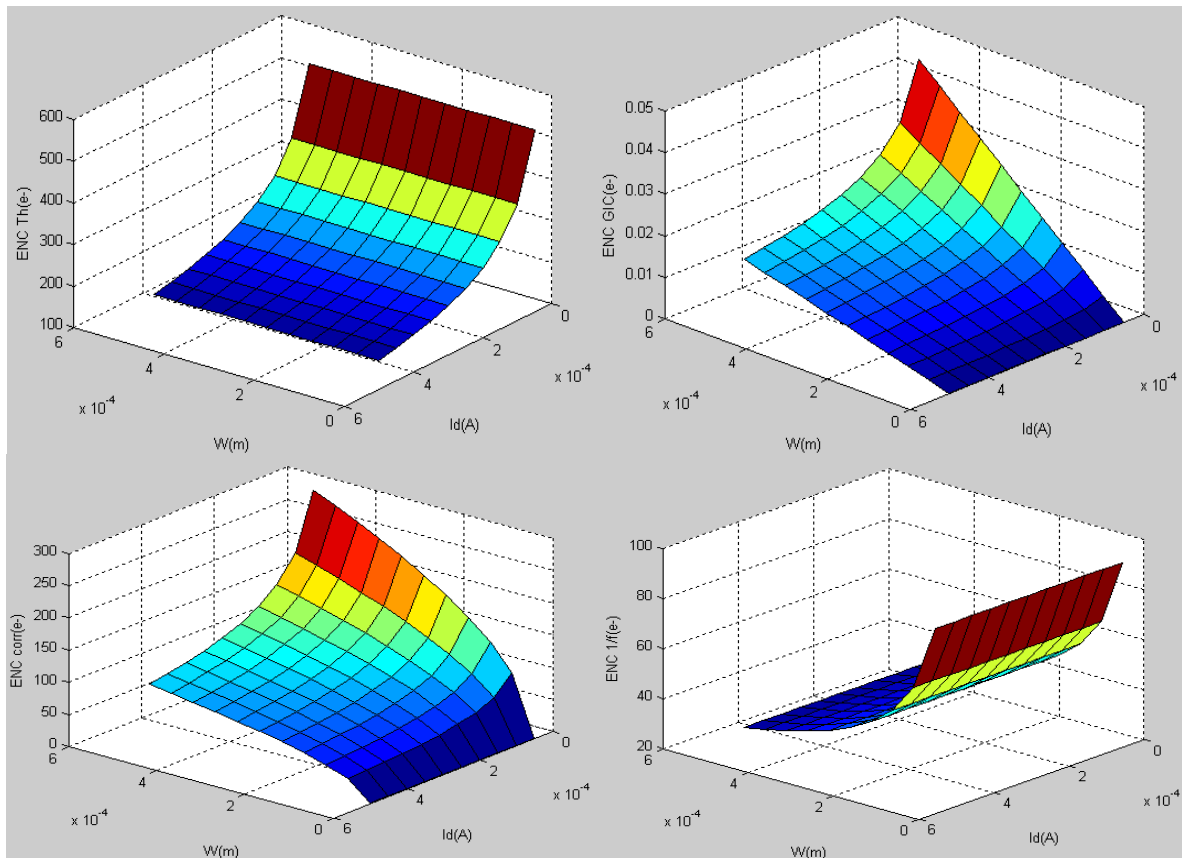 600
500
400
300
200
100
ENC Th(e-)
6
4
2
0
x 10^-4
W(m)
6
4
2
0
x 10^-4
Id(A)
0.05
0.04
0.03
0.02
0.01
0
ENC GIC(e-)
6
4
2
0
x 10^-4
W(m)
6
4
2
0
x 10^-4
Id(A)
300
250
200
150
100
50
0
ENC corr(e-)
6
4
2
0
x 10^-4
W(m)
6
4
2
0
x 10^-4
Id(A)
100
80
60
40
20
ENC 1/f(e-)
6
4
2
0
x 10^-4
W(m)
6
4
2
0
x 10^-4
Id(A)